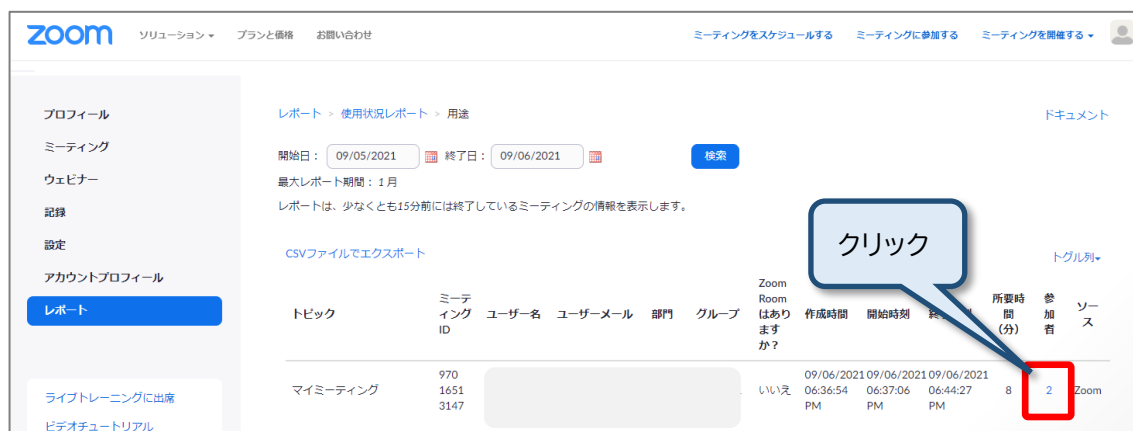 zoom ソリューション プランと価格 お問い合わせ ミーティングをスケジュールする ミーティングに参加する ミーティングを開催する
プロフィール
ミーティング
ウェビナー
記録
設定
アカウントプロフィール
レポート
ライブトレーニングに出席
ビデオチュートリアル
レポート > 使用状況レポート > 用途
ドキュメント
開始日： 09/05/2021 終了日： 09/06/2021 検索
最大レポート期間： 1月
レポートは、少なくとも15分前には終了しているミーティングの情報を表示します。
クリック
CSVファイルでエクスポート
トグル列
トピック
ミーテ
ィング
ID
ユーザー名
ユーザーメール
部門
グループ
Zoom
Room
はあり
ます
か？
作成時間
開始時刻
所要時
間
（分）
参
加
者
ソー
ス
マイミーティング
970
1651
3147
いいえ
09/06/2021
06:36:54
PM
09/06/2021
06:37:06
PM
09/06/2021
06:44:27
PM
8
2
Zoom